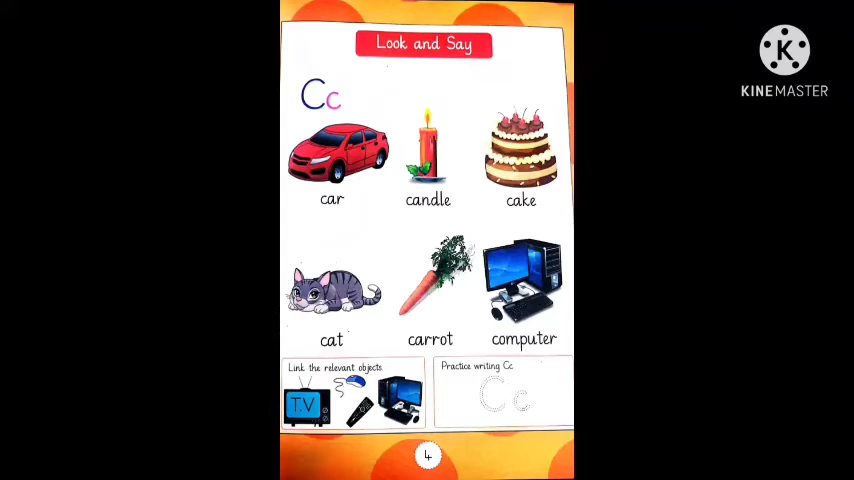 Look and Say
K
KINEMASTER
Cc
car
candle
cake
cat
carrot
computer
Link the relevant objects
T.V
Practice writing Cc
Cc
4